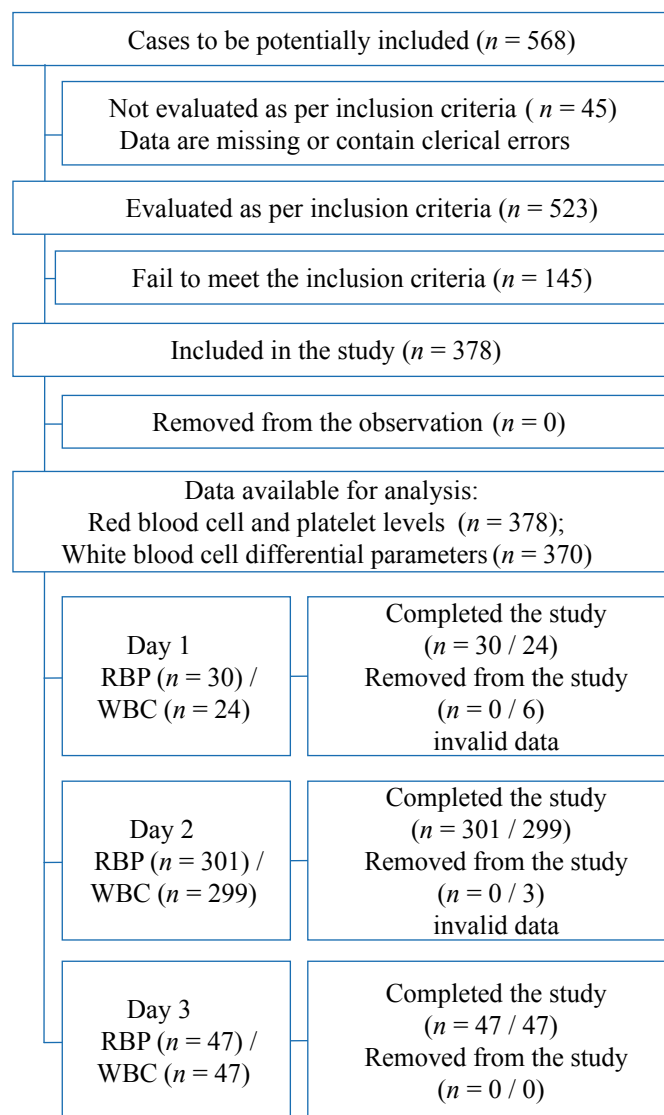 Cases to be potentially included (n = 568)
Not evaluated as per inclusion criteria ( n = 45)
Data are missing or contain clerical errors
Evaluated as per inclusion criteria (n = 523)
Fail to meet the inclusion criteria (n = 145)
Included in the study (n = 378)
Removed from the observation (n = 0)
Data available for analysis:
Red blood cell and platelet levels (n = 378);
White blood cell differential parameters (n = 370)
Day 1
RBP (n = 30) /
WBC (n = 24)
Completed the study
(n = 30 / 24)
Removed from the study
(n = 0 / 6)
invalid data
Day 2
RBP (n = 301) /
WBC (n = 299)
Completed the study
(n = 301 / 299)
Removed from the study
(n = 0 / 3)
invalid data
Day 3
RBP (n = 47) /
WBC (n = 47)
Completed the study
(n = 47 / 47)
Removed from the study
(n = 0 / 0)